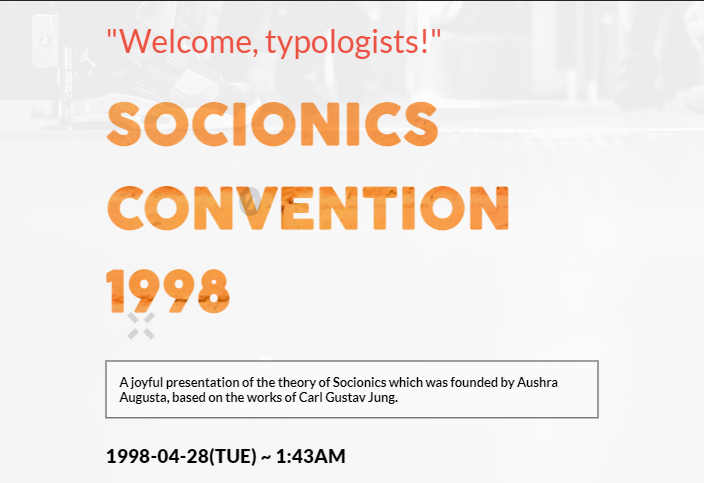 "Welcome, typologists!"
SOCIONICS
CONVENTION
1998
A joyful presentation of the theory of Socionics which was founded by Aushra
Augusta, based on the works of Carl Gustav Jung.
1998-04-28(TUE) ~ 1:43AM